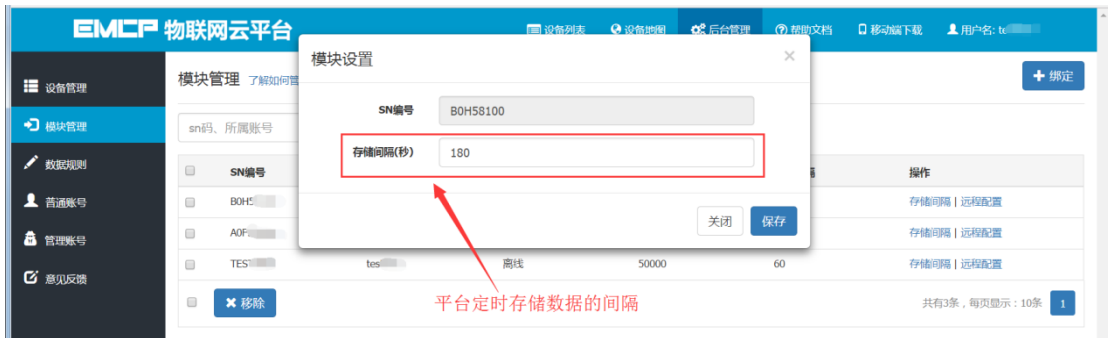 EMCP 物联网云平台
设备列表 设备地图 后台管理 帮助文档 移动端下载 用户名: te
模块设置 ×
设备管理
模块管理 了解如何管
绑定
SN编号 B0H58100
模块管理
sn码、所属账号
存储间隔(秒) 180
数据规则
SN编号 操作
普通账号
B0H5 存储间隔 | 远程配置
关闭 保存
管理账号
A0F 存储间隔 | 远程配置
TEST tes 离线 50000 60 存储间隔 | 远程配置
意见反馈
移除
平台定时存储数据的间隔
共有3条，每页显示：10条 1